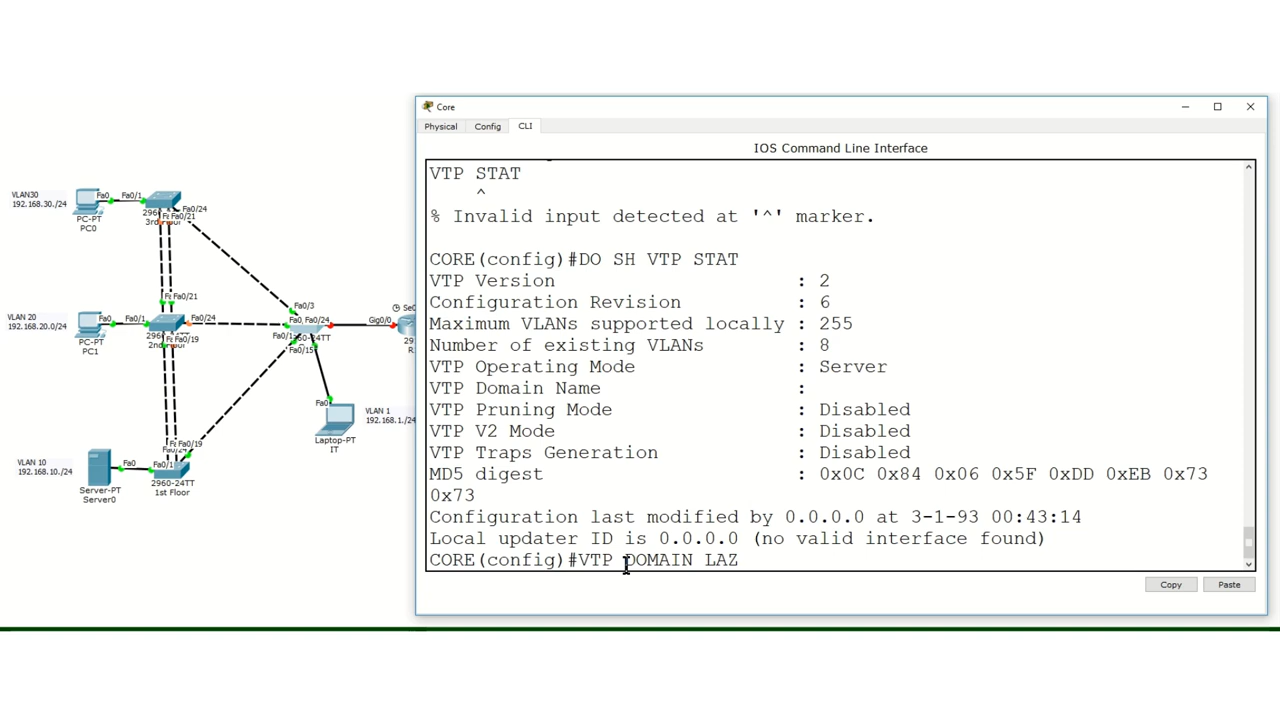 Core
Physical Config CLI
IOS Command Line Interface
VTP STAT
^
% Invalid input detected at '^' marker.
CORE(config)#DO SH VTP STAT
VTP Version : 2
Configuration Revision : 6
Maximum VLANs supported locally : 255
Number of existing VLANs : 8
VTP Operating Mode : Server
VTP Domain Name :
VTP Pruning Mode : Disabled
VTP V2 Mode : Disabled
VTP Traps Generation : Disabled
MD5 digest : 0x0C 0x84 0x06 0x5F 0xDD 0xEB 0x73
0x73
Configuration last modified by 0.0.0.0 at 3-1-93 00:43:14
Local updater ID is 0.0.0.0 (no valid interface found)
CORE(config)#VTP DOMAIN LAZ
Copy Paste
VLAN30
192.168.30./24
Fa0 Fa0/1
PC-PT
PC0
Fa0/24
Fa0/21
VLAN 20
192.168.20.0/24
Fa0 Fa0/1
PC-PT
PC1
Fa0/21
Fa0/24
Fa0/19
Fa0/3
Fa0/24
Fa0/15
Se0
Gig0/0
Fa0
Laptop-PT
IT
VLAN 1
192.168.1./24
VLAN 10
192.168.10./24
Fa0 Fa0/1
Server-PT
Server0
Fa0/19
2960-24TT
1st Floor